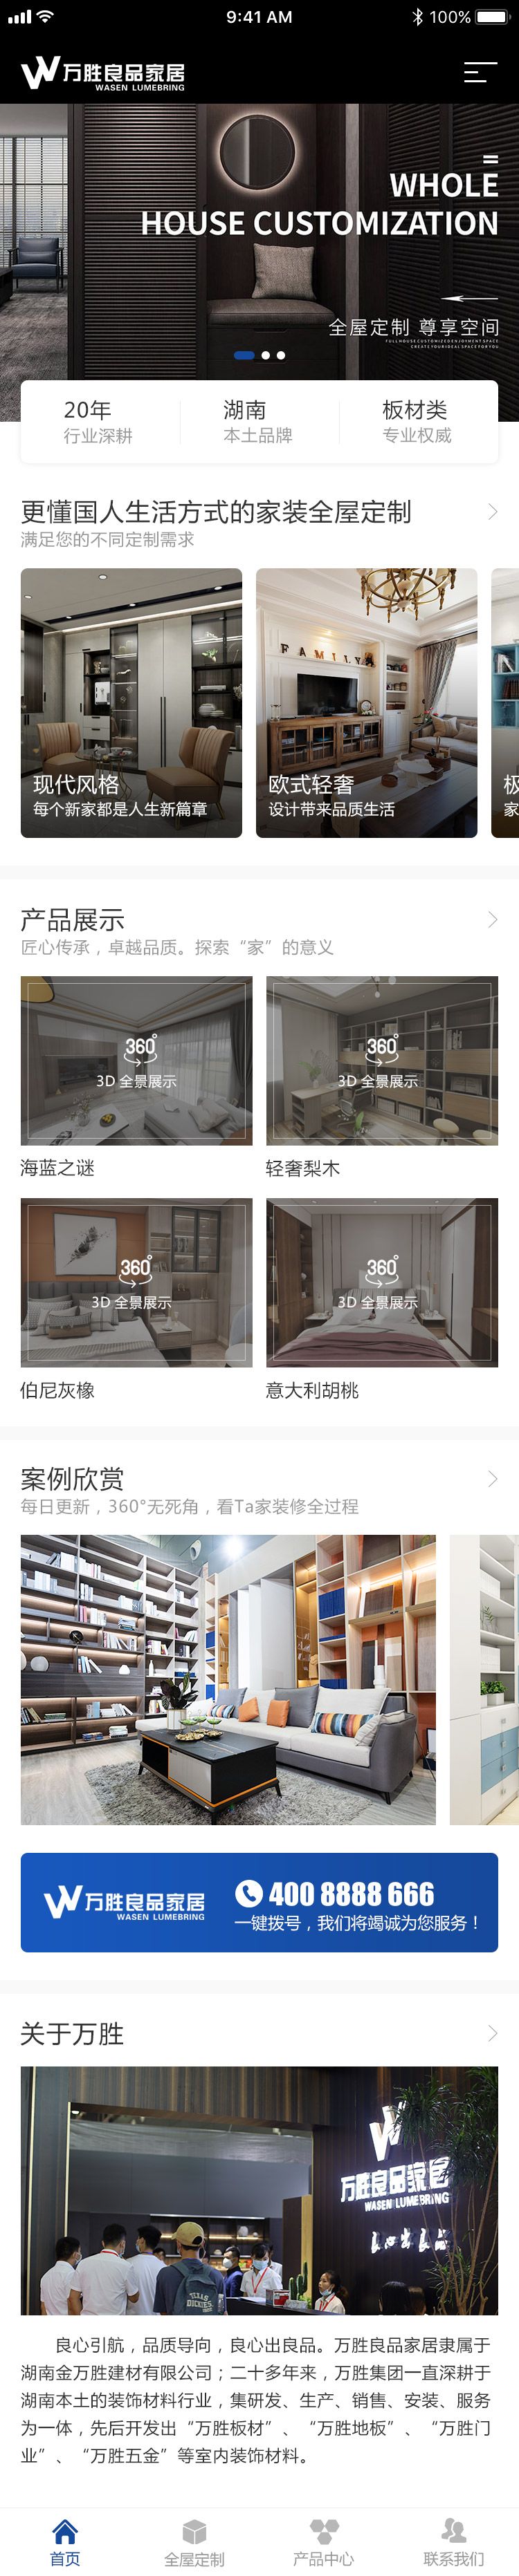 9:41 AM
100%
万胜良品家居
WASEN LUMEBRING
WHOLE
HOUSE CUSTOMIZATION
全屋定制 尊享空间
FULL HOUSE CUSTOMIZED ENJOYMENT SPACE
CREATE YOUR IDEAL SPACE FOR YOU
20年
湖南
板材类
行业深耕
本土品牌
专业权威
更懂国人生活方式的家装全屋定制
满足您的不同定制需求
FAMILY
现代风格
欧式轻奢
极
每个新家都是人生新篇章
设计带来品质生活
家
产品展示
匠心传承，卓越品质。探索“家”的意义
360°
3D 全景展示
360°
3D 全景展示
海蓝之谜
轻奢梨木
360°
3D 全景展示
360°
3D 全景展示
伯尼灰橡
意大利胡桃
案例欣赏
每日更新，360°无死角，看Ta家装修全过程
万胜良品家居
WASEN LUMEBRING
400 8888 666
一键拨号，我们将竭诚为您服务！
关于万胜
万胜良品家居
WASEN LUMEBRING
TEXAS
DICKIES
良心引航，品质导向，良心出良品。万胜良品家居隶属于
湖南金万胜建材有限公司；二十多年来，万胜集团一直深耕于
湖南本土的装饰材料行业，集研发、生产、销售、安装、服务
为一体，先后开发出“万胜板材”、“万胜地板”、“万胜门
业”、“万胜五金”等室内装饰材料。
首页
全屋定制
产品中心
联系我们